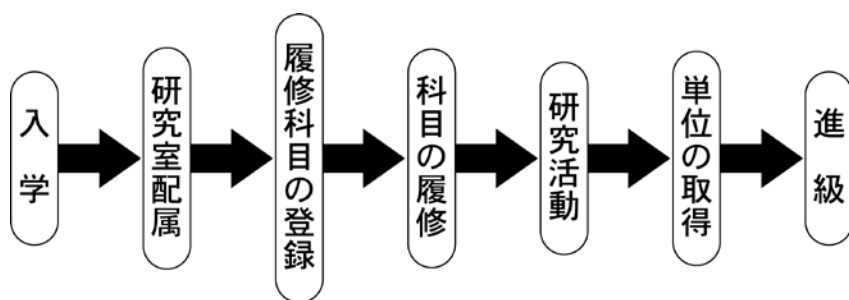 入学
研究室配属
履修科目の登録
科目の履修
研究活動
単位の取得
進級